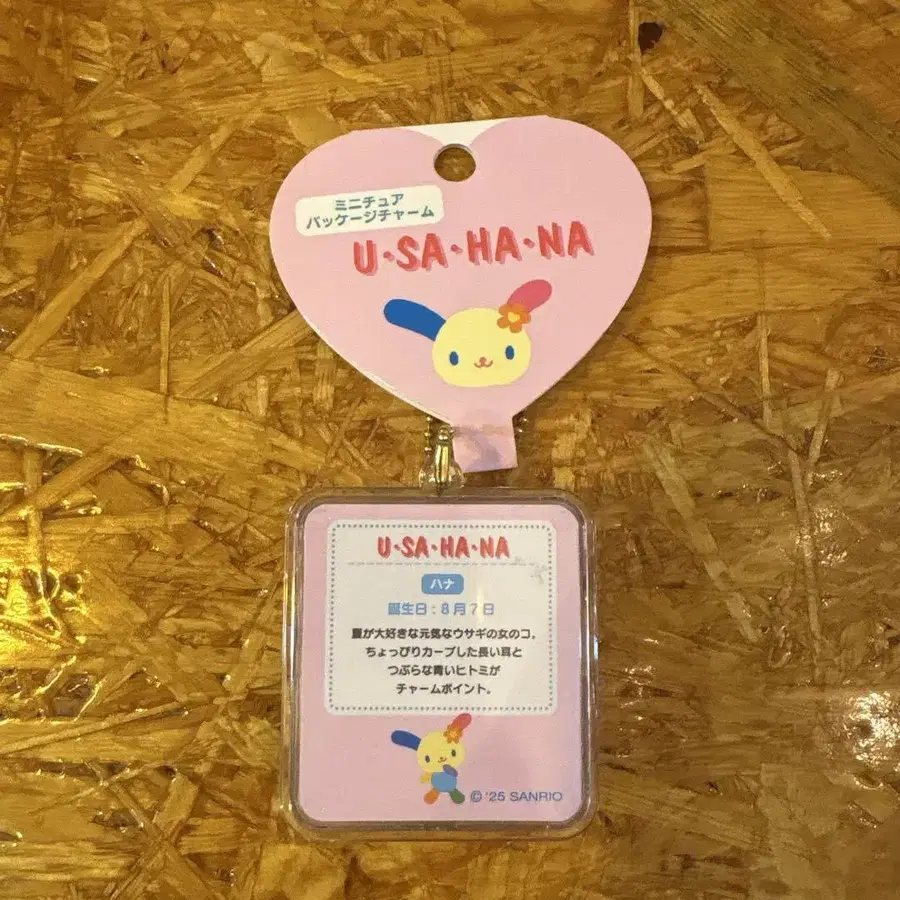 ミニチュア
パッケージチャーム
U・SA・HA・NA
U・SA・HA・NA
ハナ
誕生日：8月7日
夏が大好きな元気なウサギの女のコ。
ちょっぴりカーブした長い耳と
つぶらな青いヒトミが
チャームポイント。
© '25 SANRIO